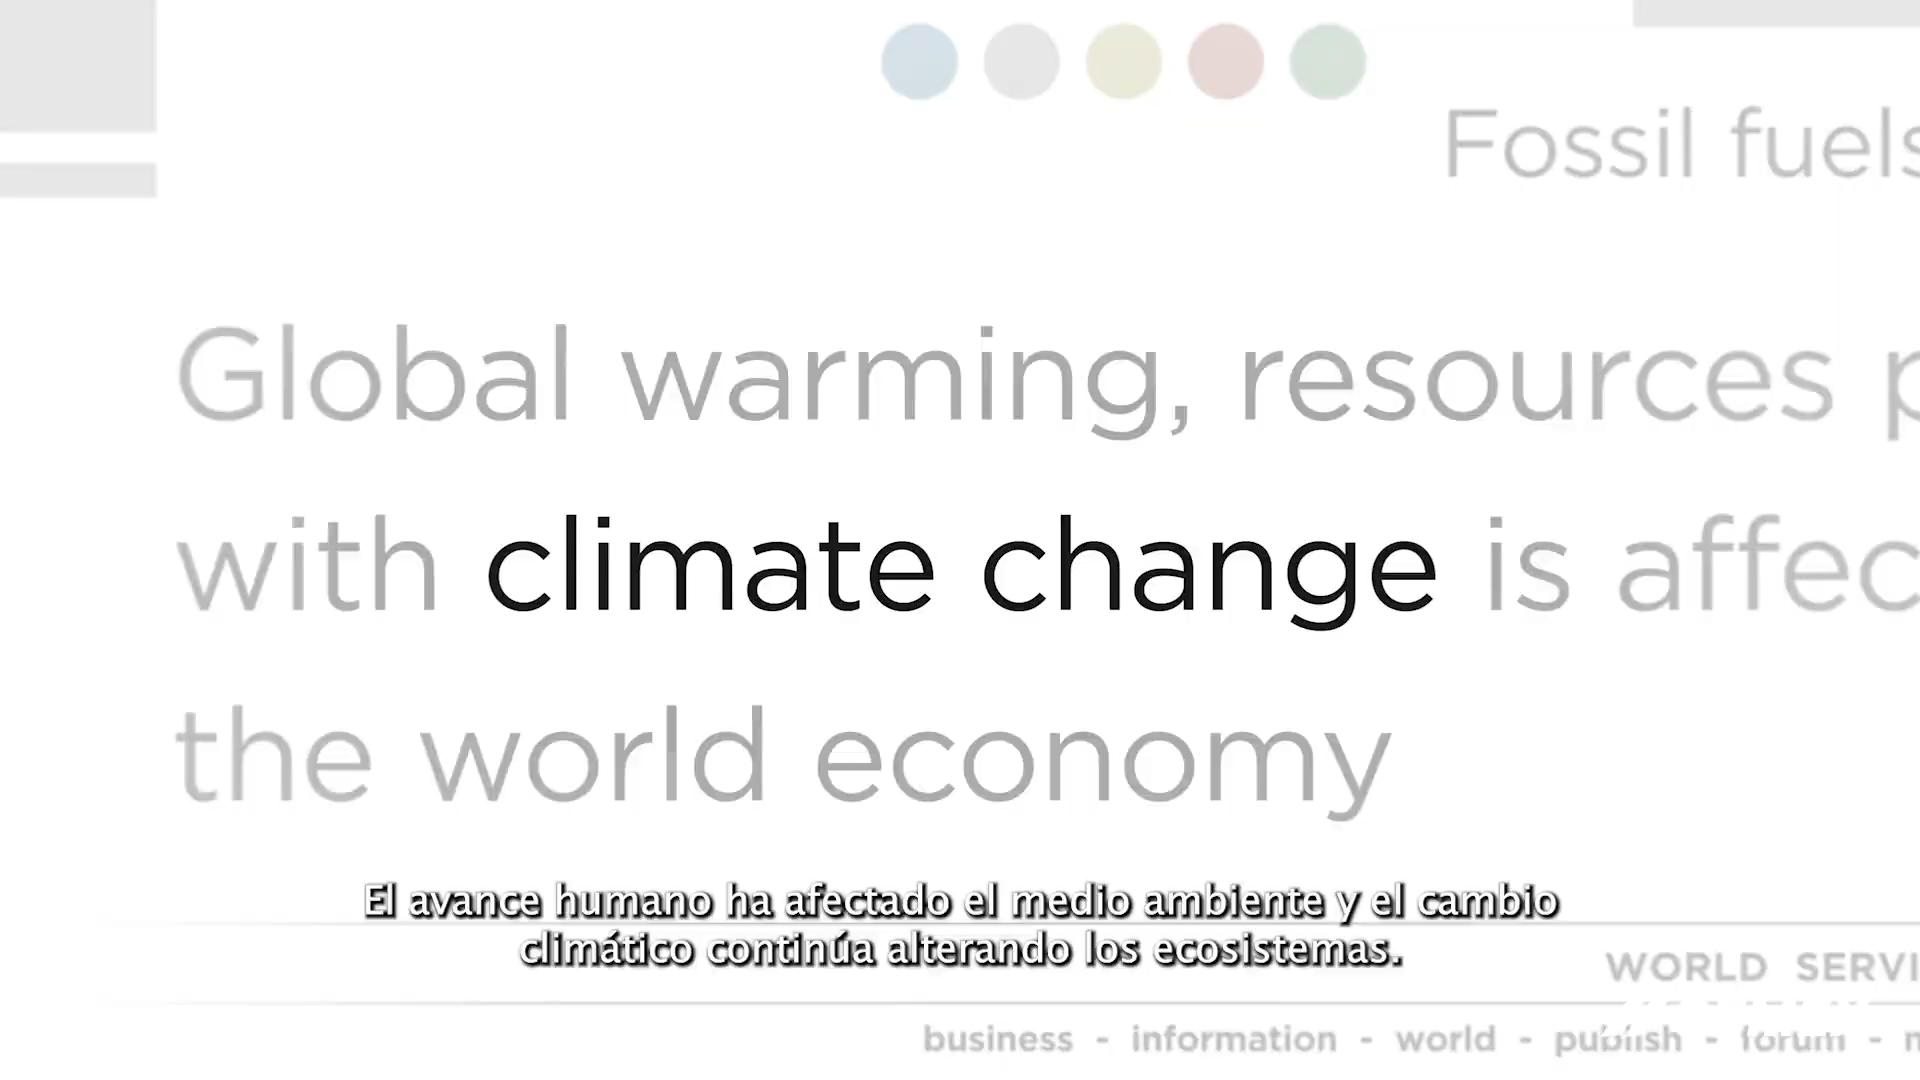 Fossil fuels
Global warming, resources
with climate change is affec
the world economy
El avance humano ha afectado el medio ambiente y el cambio
climático continúa alterando los ecosistemas.
WORLD SERVI
business - information - world - publish - forum -